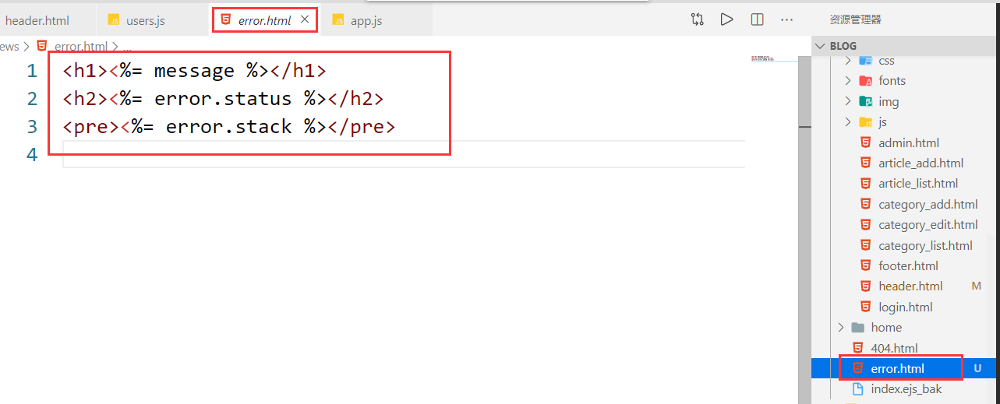 header.html users.js error.html app.js 资源管理器
ews > error.html > ...
BLOG
1 <h1><%= message %></h1>
2 <h2><%= error.status %></h2>
3 <pre><%= error.stack %></pre>
4
css
fonts
img
js
admin.html
article_add.html
article_list.html
category_add.html
category_edit.html
category_list.html
footer.html
header.html M
login.html
home
404.html
error.html U
index.ejs_bak